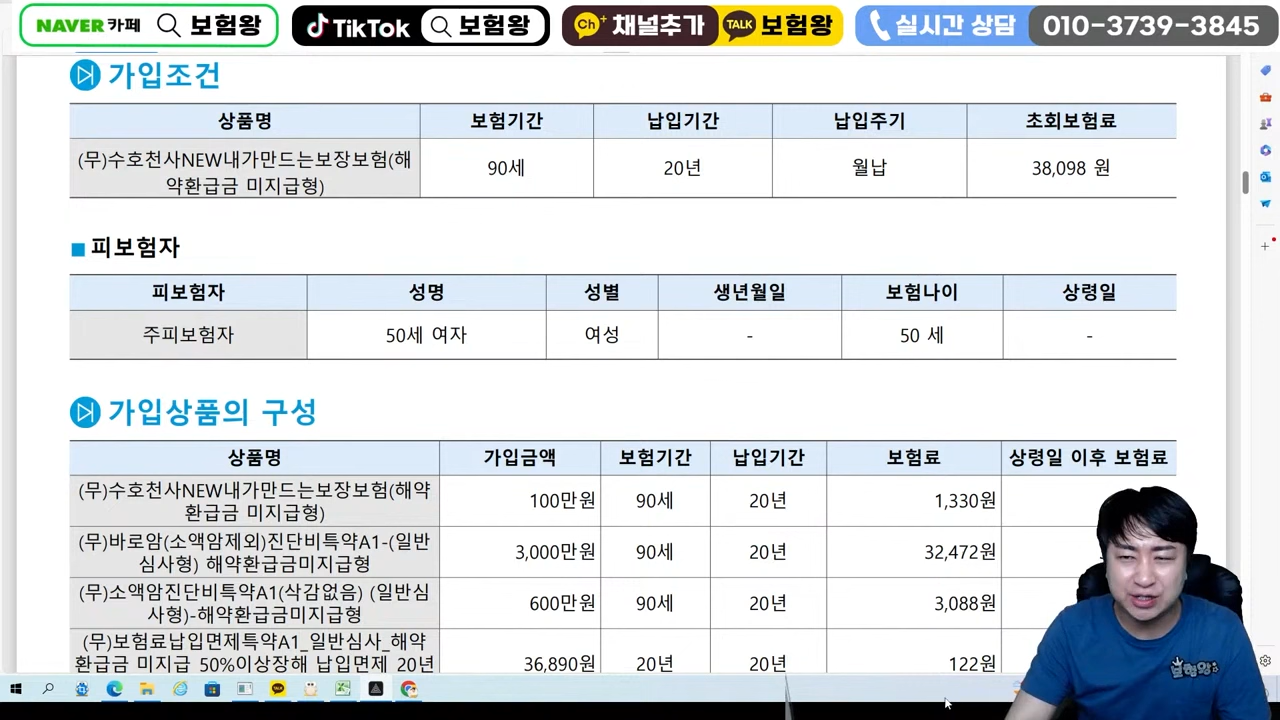 NAVER 카페 보험왕
TikTok 보험왕
Ch+ 채널추가 TALK 보험왕
실시간 상담 010-3739-3845
가입조건
상품명 보험기간 납입기간 납입주기 초회보험료
(무)수호천사NEW내가만드는보장보험(해
약환급금 미지급형) 90세 20년 월납 38,098 원
피보험자
피보험자 성명 성별 생년월일 보험나이 상령일
주피보험자 50세 여자 여성 - 50 세 -
가입상품의 구성
상품명 가입금액 보험기간 납입기간 보험료 상령일 이후 보험료
(무)수호천사NEW내가만드는보장보험(해약
환급금 미지급형) 100만원 90세 20년 1,330원
(무)바로암(소액암제외)진단비특약A1-(일반
심사형) 해약환급금미지급형 3,000만원 90세 20년 32,472원
(무)소액암진단비특약A1(삭감없음) (일반심
사형)-해약환급금미지급형 600만원 90세 20년 3,088원
(무)보험료납입면제특약A1_일반심사_해약
환급금 미지급 50%이상장해 납입면제 20년 36,890원 20년 20년 122원
보험왕